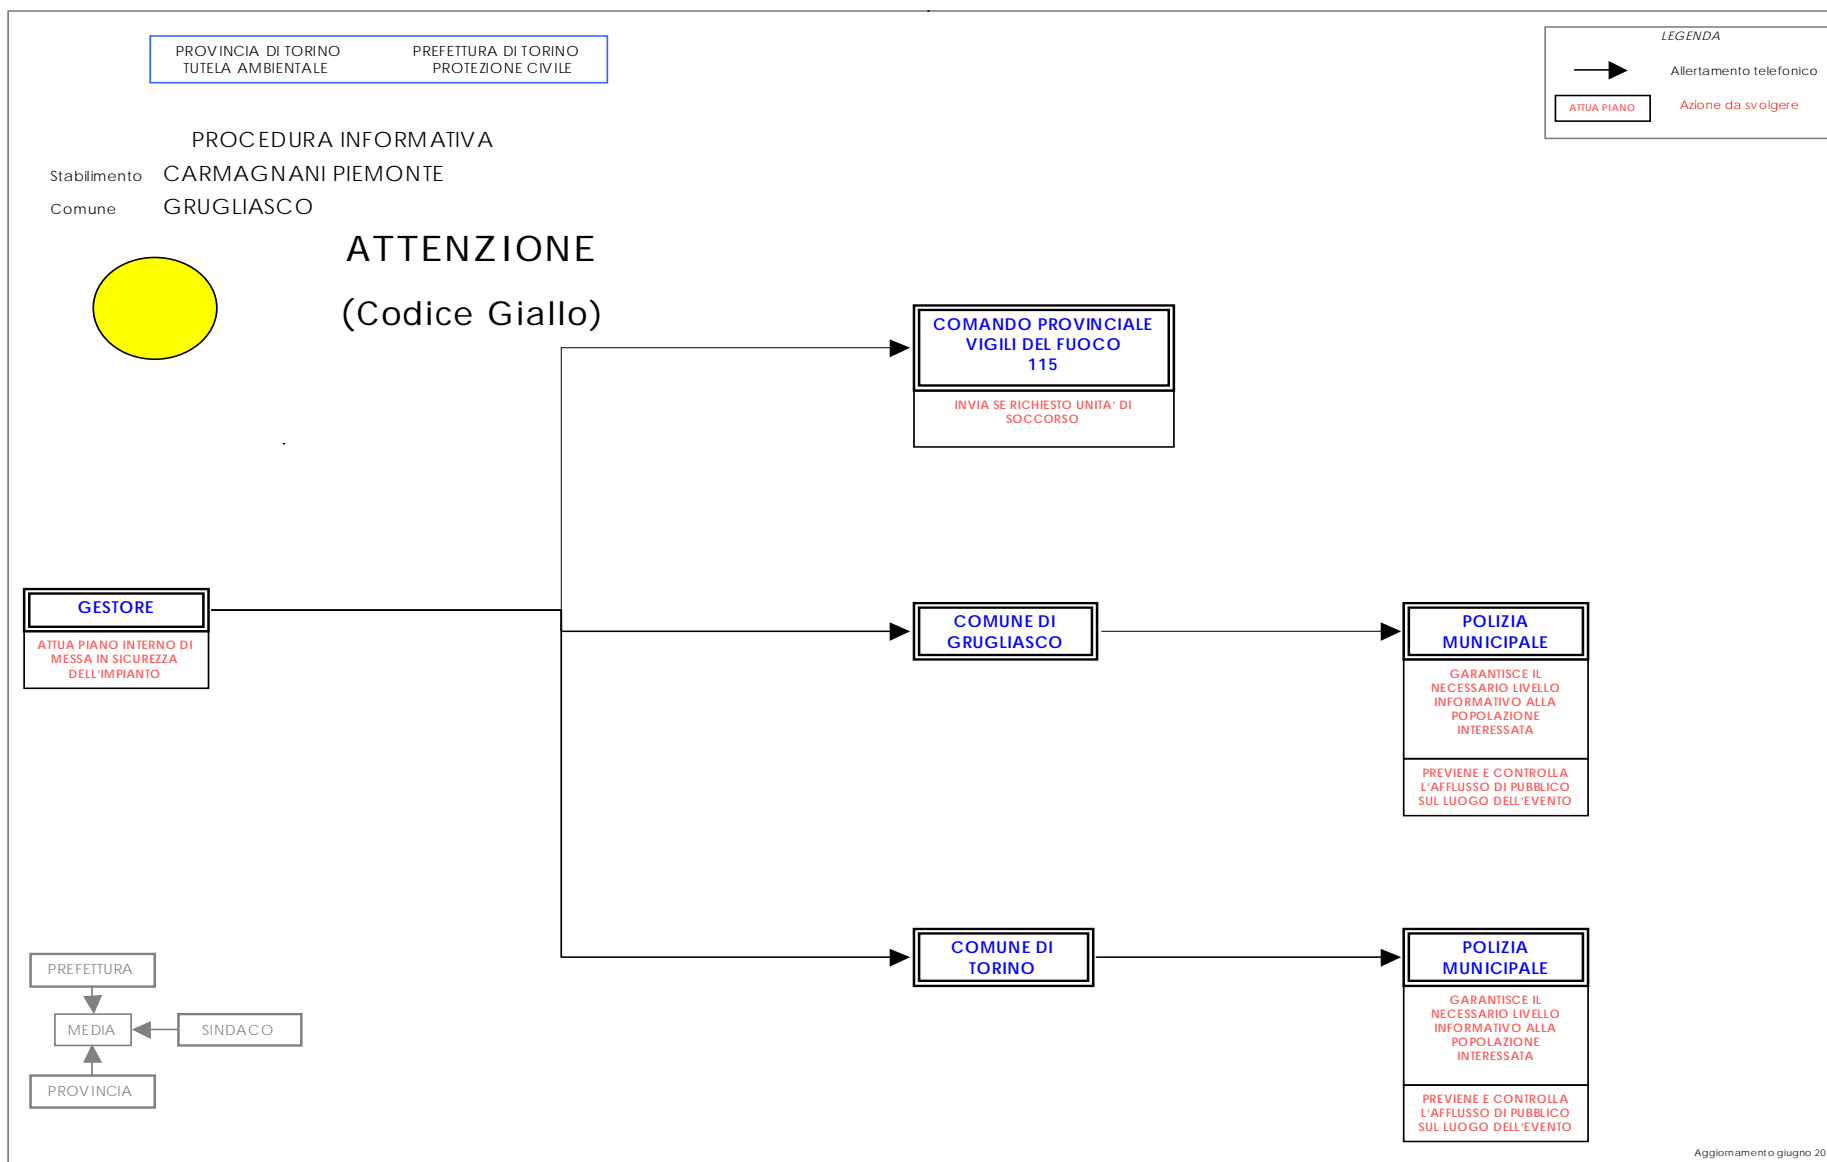 PROVINCIA DI TORINO
TUTELA AMBIENTALE
PREFETTURA DI TORINO
PROTEZIONE CIVILE
LEGENDA
Allertamento telefonico
ATTUA PIANO
Azione da svolgere
PROCEDURA INFORMATIVA
Stabilimento CARMAGNANI PIEMONTE
Comune GRUGLIASCO
ATTENZIONE
(Codice Giallo)
COMANDO PROVINCIALE
VIGILI DEL FUOCO
115
INVIA SE RICHIESTO UNITA' DI
SOCCORSO
GESTORE
ATTUA PIANO INTERNO DI
MESSA IN SICUREZZA
DELL'IMPIANTO
COMUNE DI
GRUGLIASCO
POLIZIA
MUNICIPALE
GARANTISCE IL
NECESSARIO LIVELLO
INFORMATIVO ALLA
POPOLAZIONE
INTERESSATA
PREVIENE E CONTROLLA
L'AFFLUSSO DI PUBBLICO
SUL LUOGO DELL'EVENTO
COMUNE DI
TORINO
POLIZIA
MUNICIPALE
GARANTISCE IL
NECESSARIO LIVELLO
INFORMATIVO ALLA
POPOLAZIONE
INTERESSATA
PREVIENE E CONTROLLA
L'AFFLUSSO DI PUBBLICO
SUL LUOGO DELL'EVENTO
PREFETTURA
MEDIA
SINDACO
PROVINCIA
Aggiornamento giugno 20